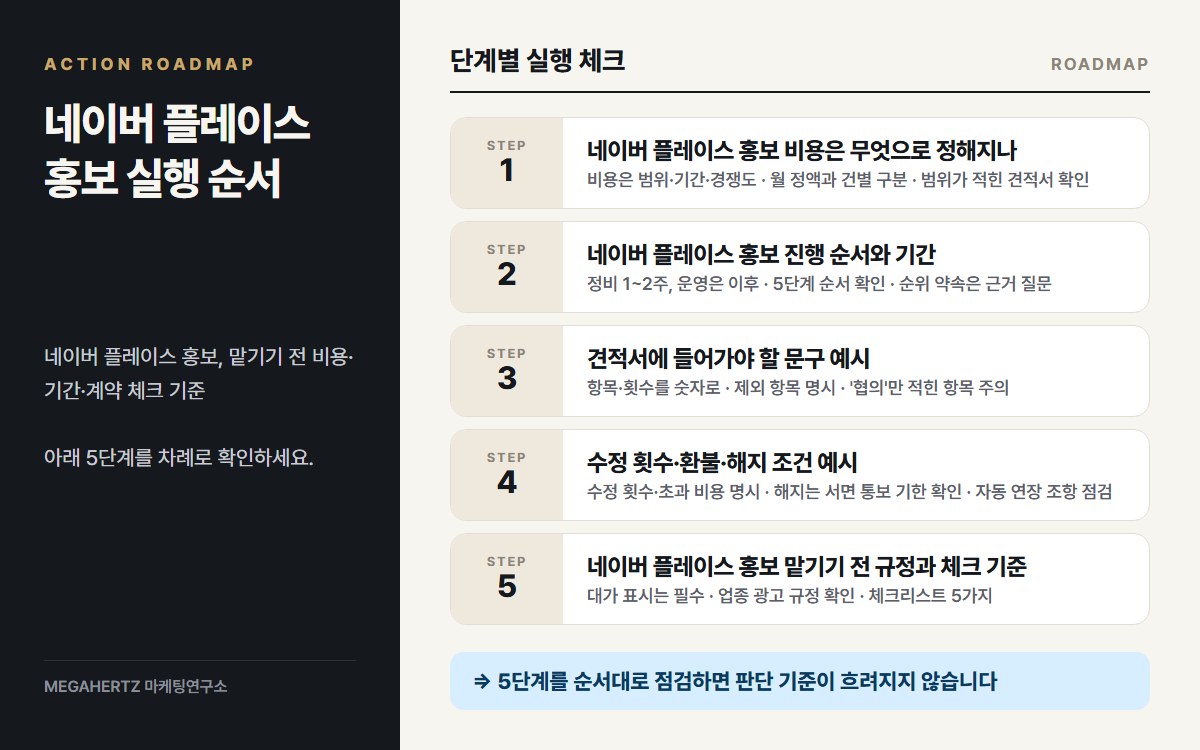 ACTION ROADMAP
네이버 플레이스
홍보 실행 순서
네이버 플레이스 홍보, 맡기기 전 비용·
기간·계약 체크 기준
아래 5단계를 차례로 확인하세요.
MEGAHERTZ 마케팅연구소
단계별 실행 체크
ROADMAP
STEP
1
네이버 플레이스 홍보 비용은 무엇으로 정해지나
비용은 범위·기간·경쟁도 · 월 정액과 건별 구분 · 범위가 적힌 견적서 확인
STEP
2
네이버 플레이스 홍보 진행 순서와 기간
정비 1~2주, 운영은 이후 · 5단계 순서 확인 · 순위 약속은 근거 질문
STEP
3
견적서에 들어가야 할 문구 예시
항목·횟수를 숫자로 · 제외 항목 명시 · '협의'만 적힌 항목 주의
STEP
4
수정 횟수·환불·해지 조건 예시
수정 횟수·초과 비용 명시 · 해지는 서면 통보 기한 확인 · 자동 연장 조항 점검
STEP
5
네이버 플레이스 홍보 맡기기 전 규정과 체크 기준
대가 표시는 필수 · 업종 광고 규정 확인 · 체크리스트 5가지
⇒ 5단계를 순서대로 점검하면 판단 기준이 흐려지지 않습니다